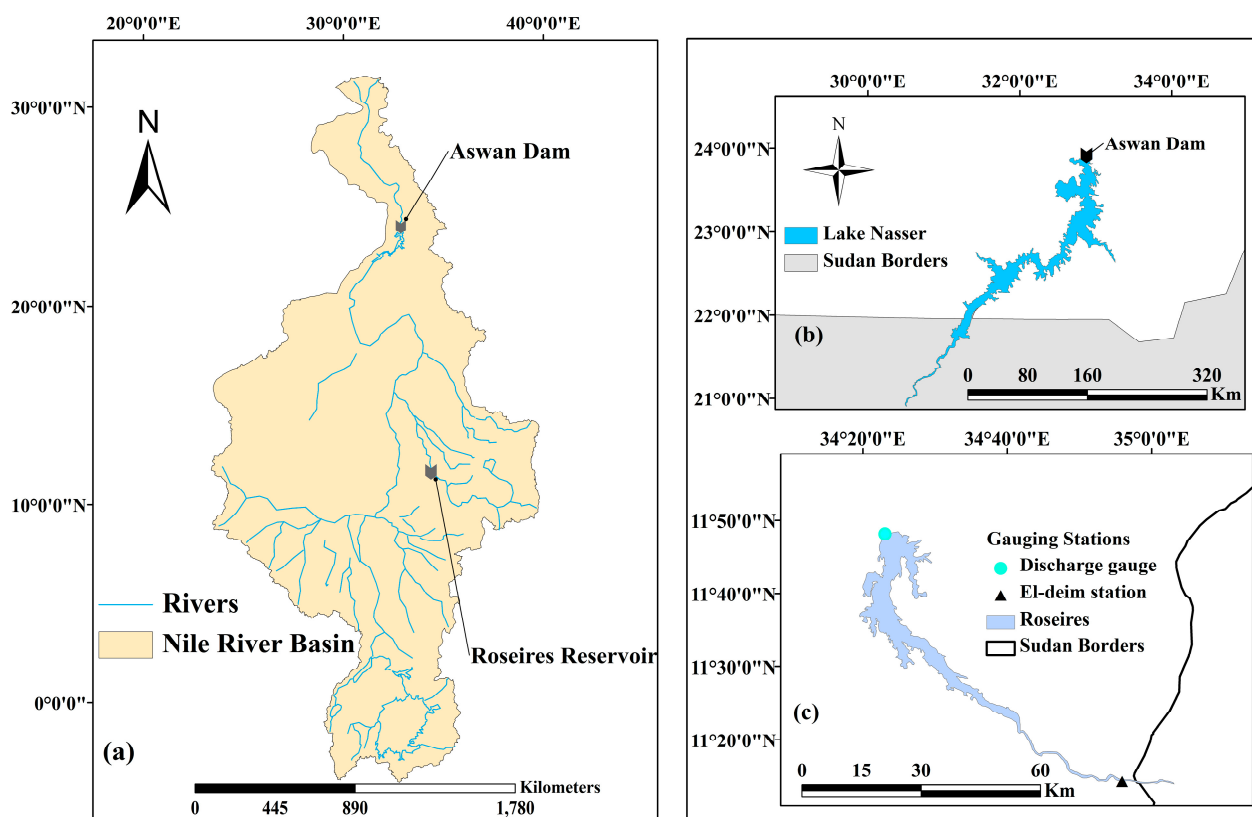 20°0'0"E 30°0'0"E 40°0'0"E
30°0'0"N
20°0'0"N
10°0'0"N
0°0'0"N
N
Aswan Dam
Rivers
Nile River Basin
Roseires Reservoir
(a)
Kilometers
0 445 890 1,780
30°0'0"E 32°0'0"E 34°0'0"E
24°0'0"N
23°0'0"N
22°0'0"N
21°0'0"N
N
Aswan Dam
Lake Nasser
Sudan Borders
(b)
0 80 160 320
Km
34°20'0"E 34°40'0"E 35°0'0"E
11°50'0"N
11°40'0"N
11°30'0"N
11°20'0"N
Gauging Stations
Discharge gauge
El-deim station
Roseires
Sudan Borders
(c)
0 15 30 60
Km